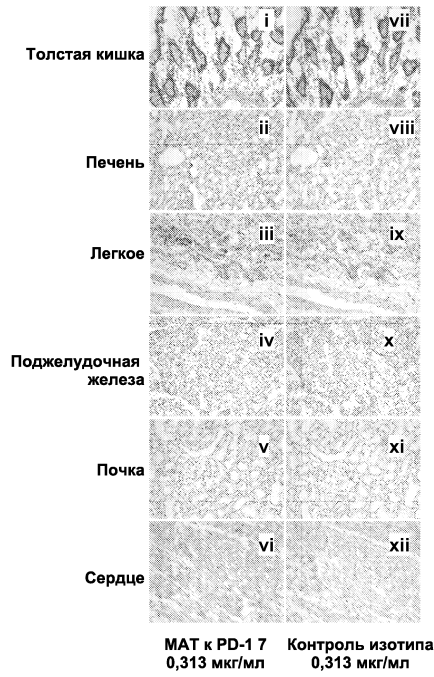 i vii
Толстая кишка
ii viii
Печень
iii ix
Легкое
iv x
Поджелудочная
железа
v xi
Почка
vi xii
Сердце
МАТ к PD-1 7 Контроль изотипа
0,313 мкг/мл 0,313 мкг/мл